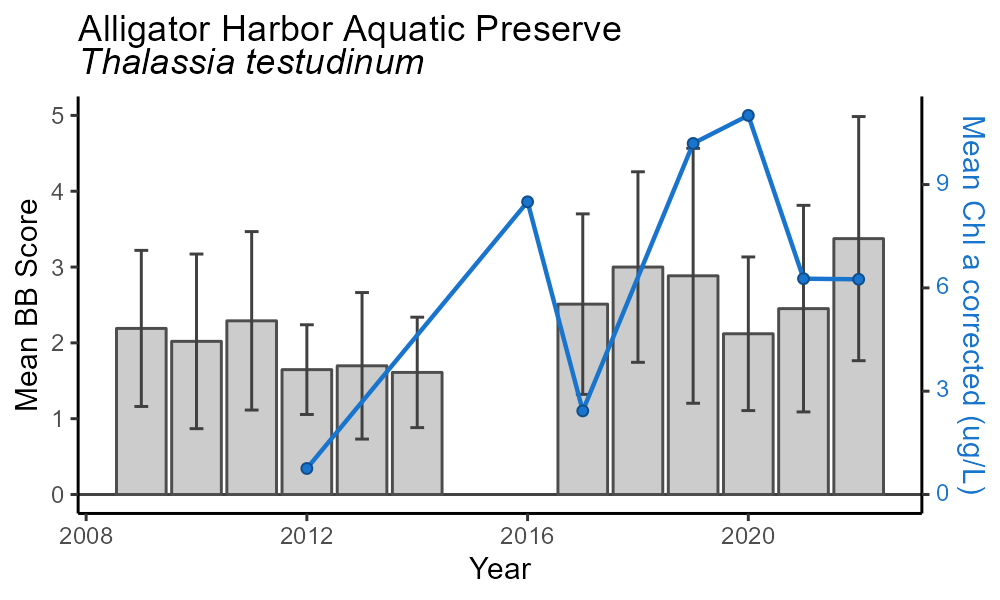 Alligator Harbor Aquatic Preserve
Thalassia testudinum
5
4
3
2
1
0
Mean BB Score
9
6
3
0
Mean Chl a corrected (ug/L)
2008
2012
2016
2020
Year